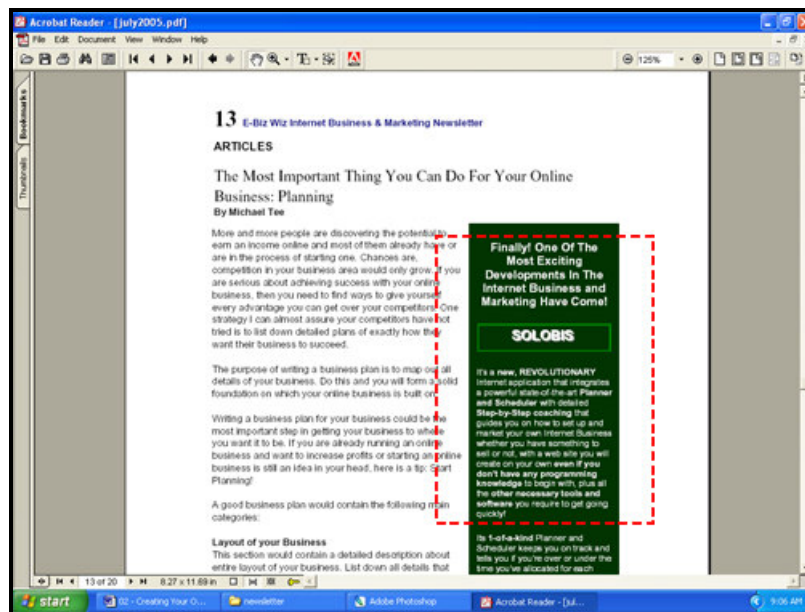 Acrobat Reader - [july2005.pdf]
File Edit Document View Window Help
125%
Bookmarks
Thumbnails
13 E-Biz Wiz Internet Business & Marketing Newsletter
ARTICLES
The Most Important Thing You Can Do For Your Online
Business: Planning
By Michael Tee
More and more people are discovering the potential to
earn an income online and most of them already have or
are in the process of starting one. Chances are,
competition in your business area would only grow. If you
are serious about achieving success with your online
business, then you need to find ways to give yourself
every advantage you can get over your competitors. One
strategy I can almost assure your competitors have not
tried is to list down detailed plans of exactly how they
want their business to succeed.
The purpose of writing a business plan is to map out all
details of your business. Do this and you will form a solid
foundation on which your online business is built on.
Writing a business plan for your business could be the
most important step in getting your business to where
you want it to be. If you are already running an online
business and want to increase profits or starting an online
business is still an idea in your head, here is a tip: Start
Planning!
A good business plan would contain the following main
categories:
Layout of your Business
This section would contain a detailed description about
entire layout of your business. List down all details that
Finally! One Of The
Most Exciting
Developments In The
Internet Business and
Marketing Have Come!
SOLOBIS
It's a new, REVOLUTIONARY
Internet application that integrates
a powerful state-of-the-art Planner
and Scheduler with detailed
Step-by-Step coaching that
guides you on how to set up and
market your own Internet Business
whether you have something to
sell or not, with a web site you will
create on your own even if you
don't have any programming
knowledge to begin with, plus all
the other necessary tools and
software you require to get going
quickly!
Its 1-of-a-kind Planner and
Scheduler keeps you on track and
tells you if you're over or under the
time you've allocated for each
13 of 20 8.27 x 11.69 in
start 02 - Creating Your O... newsletter Adobe Photoshop Acrobat Reader - [jul... 9:06 AM